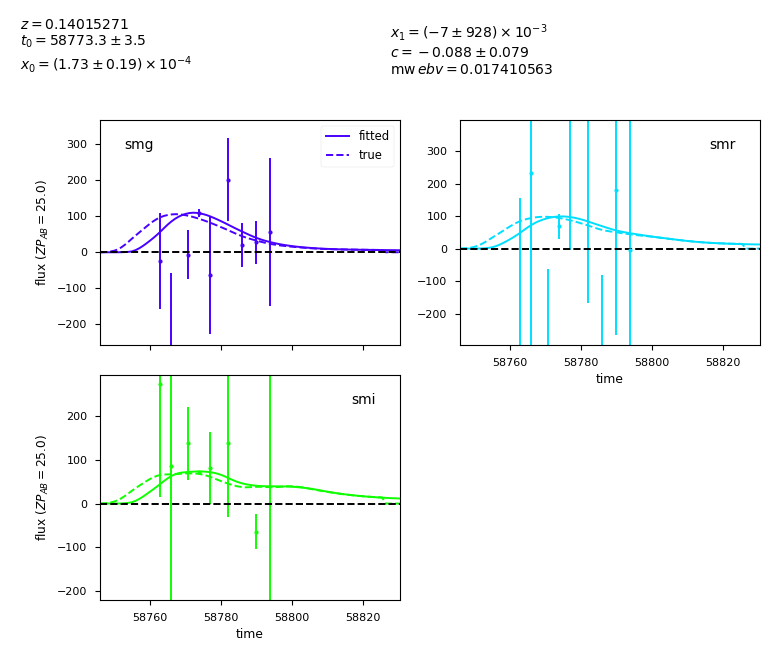 z = 0.14015271
t₀ = 58773.3 ± 3.5
x₀ = (1.73 ± 0.19) × 10⁻⁴
x₁ = (−7 ± 928) × 10⁻³
c = −0.088 ± 0.079
mw ebv = 0.017410563
smg
fitted
true
300
200
100
0
−100
−200
flux (ZP_AB = 25.0)
smr
300
200
100
0
−100
−200
58760 58780 58800 58820
time
smi
200
100
0
−100
−200
flux (ZP_AB = 25.0)
58760 58780 58800 58820
time